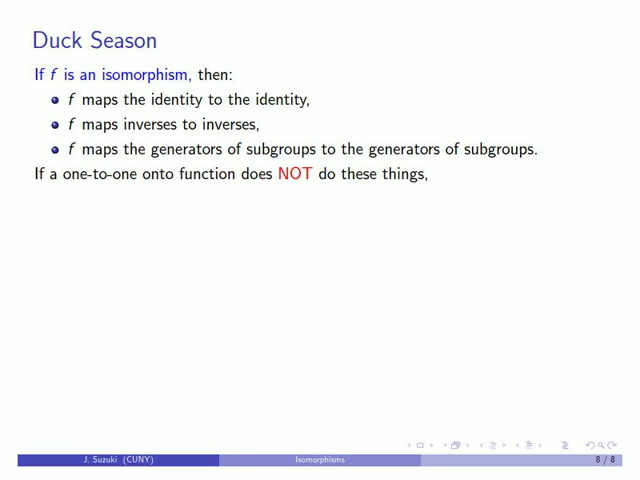 Duck Season
If f is an isomorphism, then:
f maps the identity to the identity,
f maps inverses to inverses,
f maps the generators of subgroups to the generators of subgroups.
If a one-to-one onto function does NOT do these things,
J. Suzuki (CUNY) Isomorphisms 8 / 8